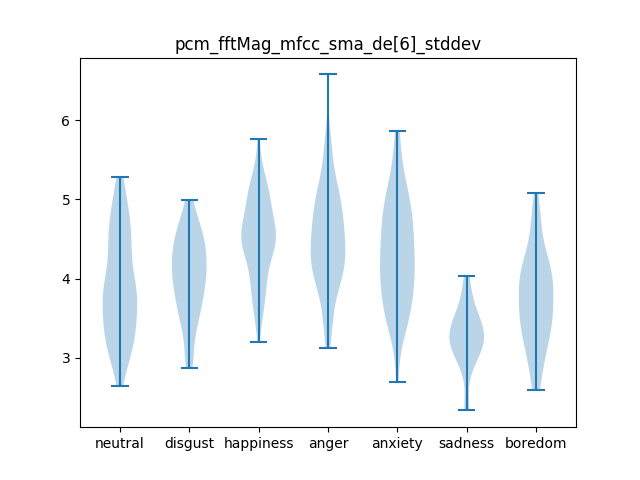 pcm_fftMag_mfcc_sma_de[6]_stddev
6
5
4
3
neutral disgust happiness anger anxiety sadness boredom